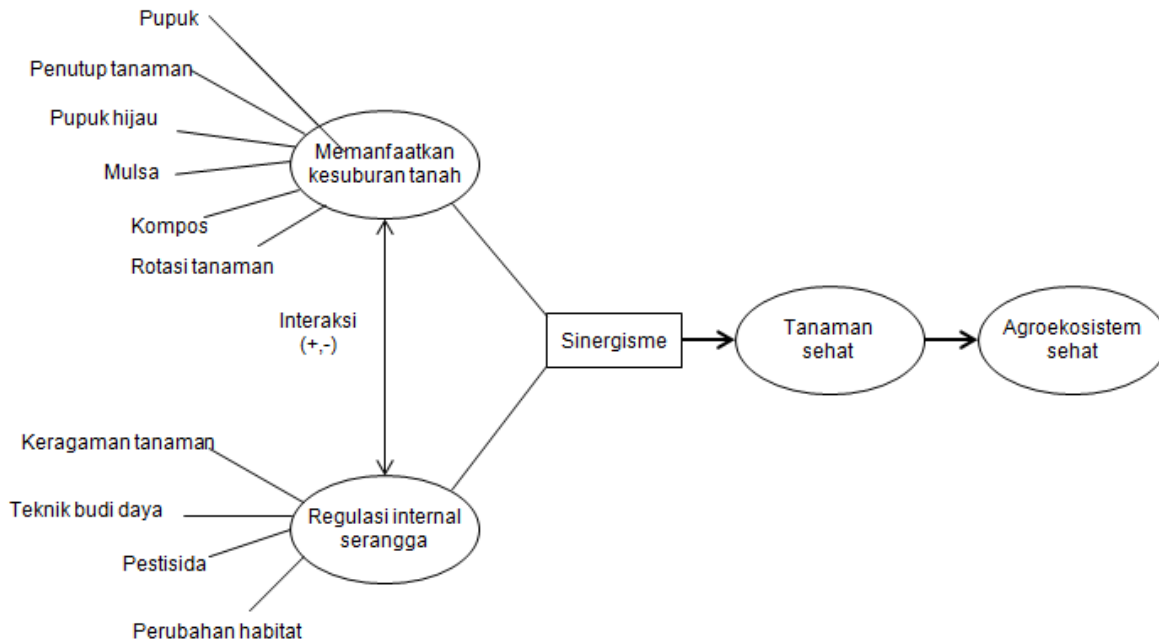 Pupuk
Penutup tanaman
Pupuk hijau
Mulsa
Kompos
Rotasi tanaman
Memanfaatkan
kesuburan tanah
Interaksi
(+,-)
Sinergisme
Tanaman
sehat
Agroekosistem
sehat
Keragaman tanaman
Teknik budi daya
Pestisida
Perubahan habitat
Regulasi internal
serangga